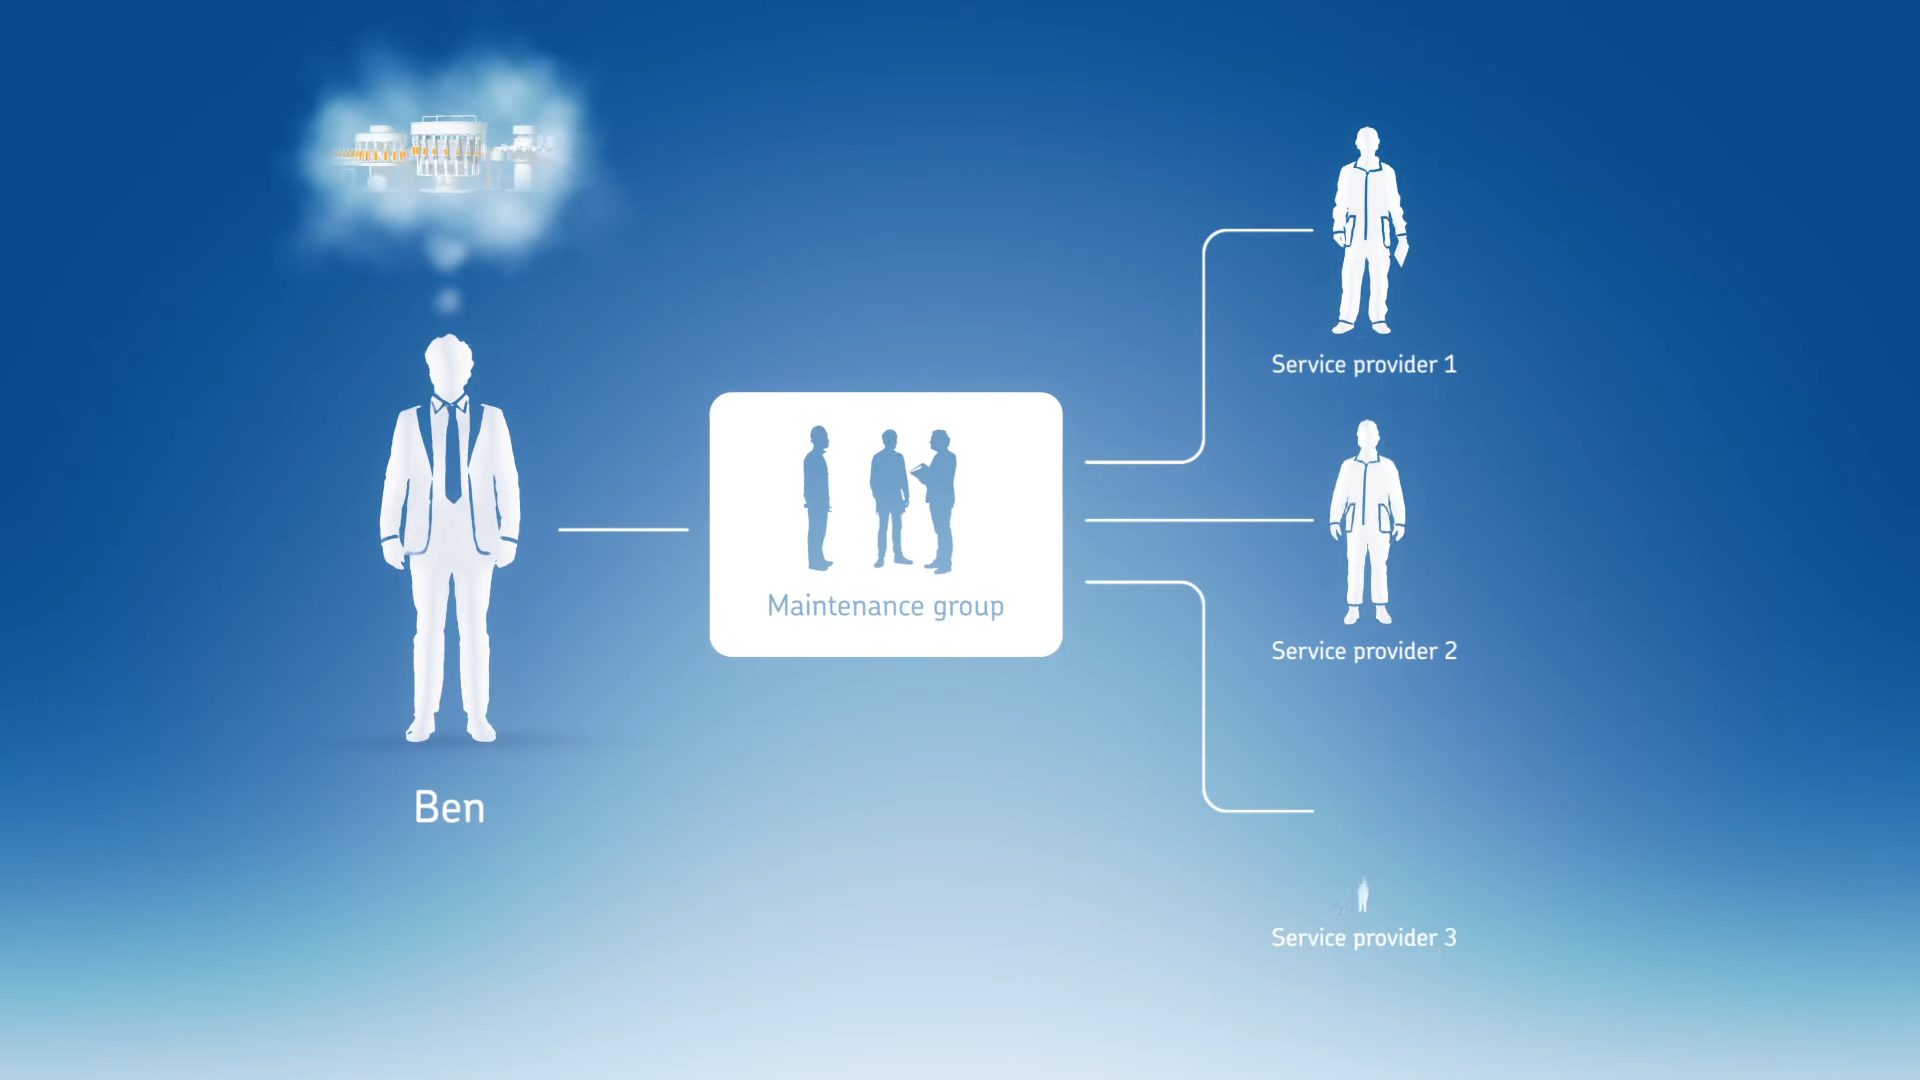 Service provider 1
Maintenance group
Service provider 2
Ben
Service provider 3